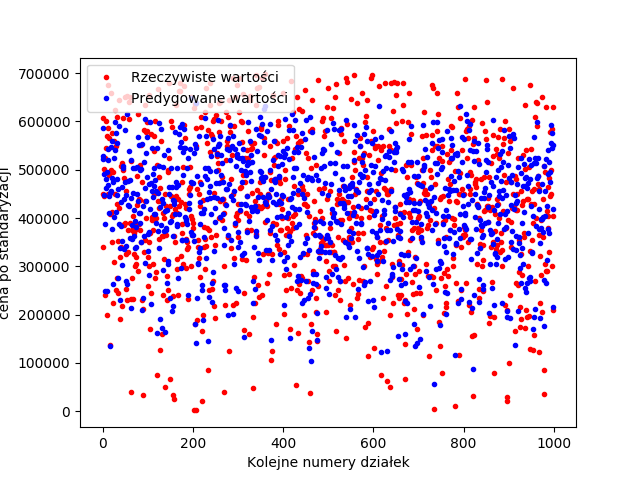 Rzeczywiste wartości
Predygowane wartości
700000
600000
500000
400000
300000
200000
100000
0
cena po standaryzacji
0 200 400 600 800 1000
Kolejne numery działek